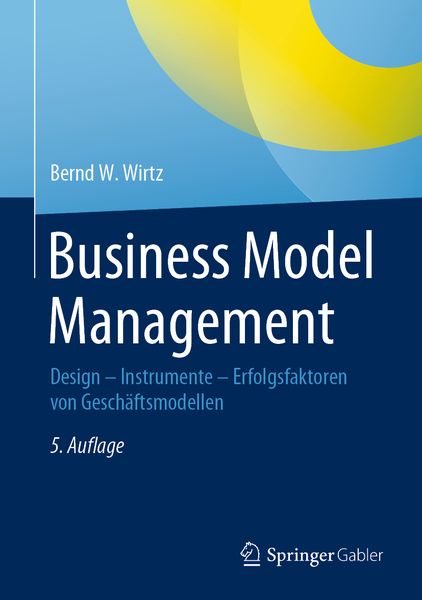 Bernd W. Wirtz
Business Model
Management
Design – Instrumente – Erfolgsfaktoren
von Geschäftsmodellen
5. Auflage
Springer Gabler